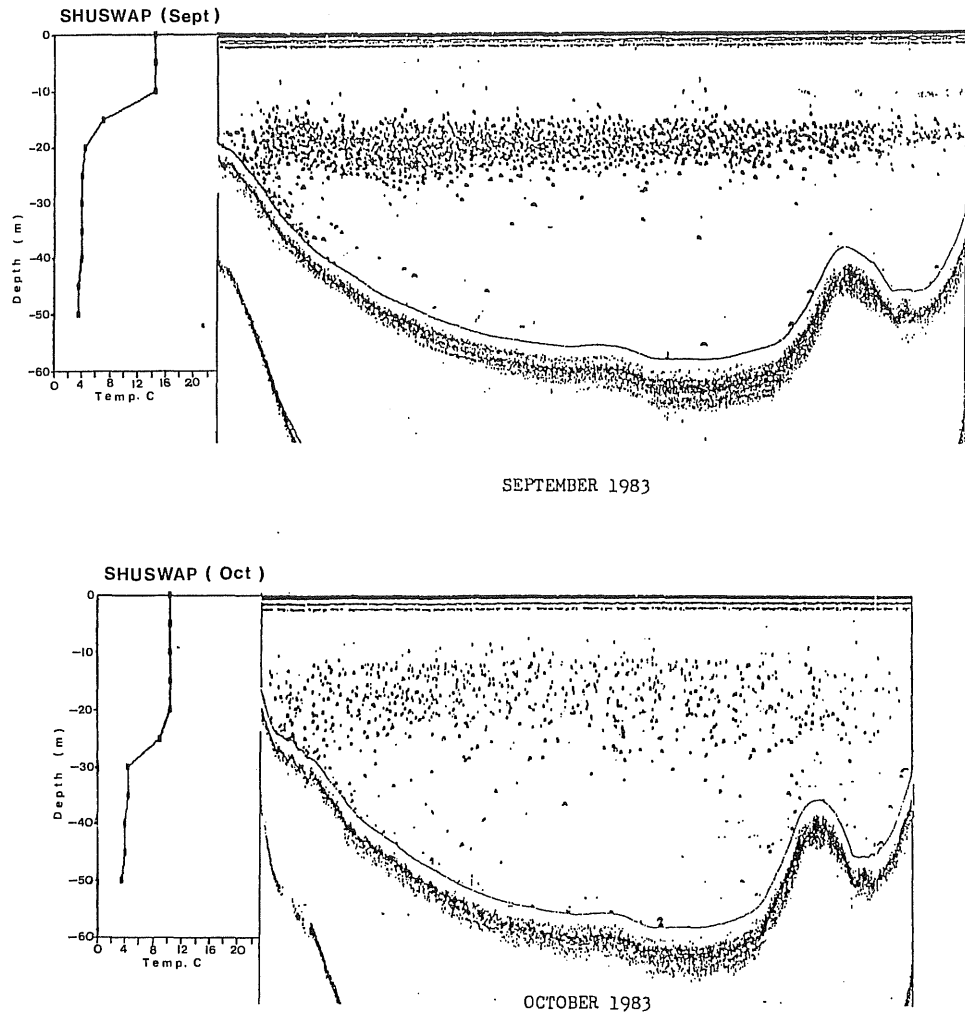 SHUSWAP (Sept)
0
-10
-20
-30
-40
-50
-60
Depth (m)
0 4 8 12 16 20
Temp. C
SEPTEMBER 1983
SHUSWAP ( Oct )
0
-10
-20
-30
-40
-50
-60
Depth (m)
0 4 8 12 16 20
Temp. C
OCTOBER 1983